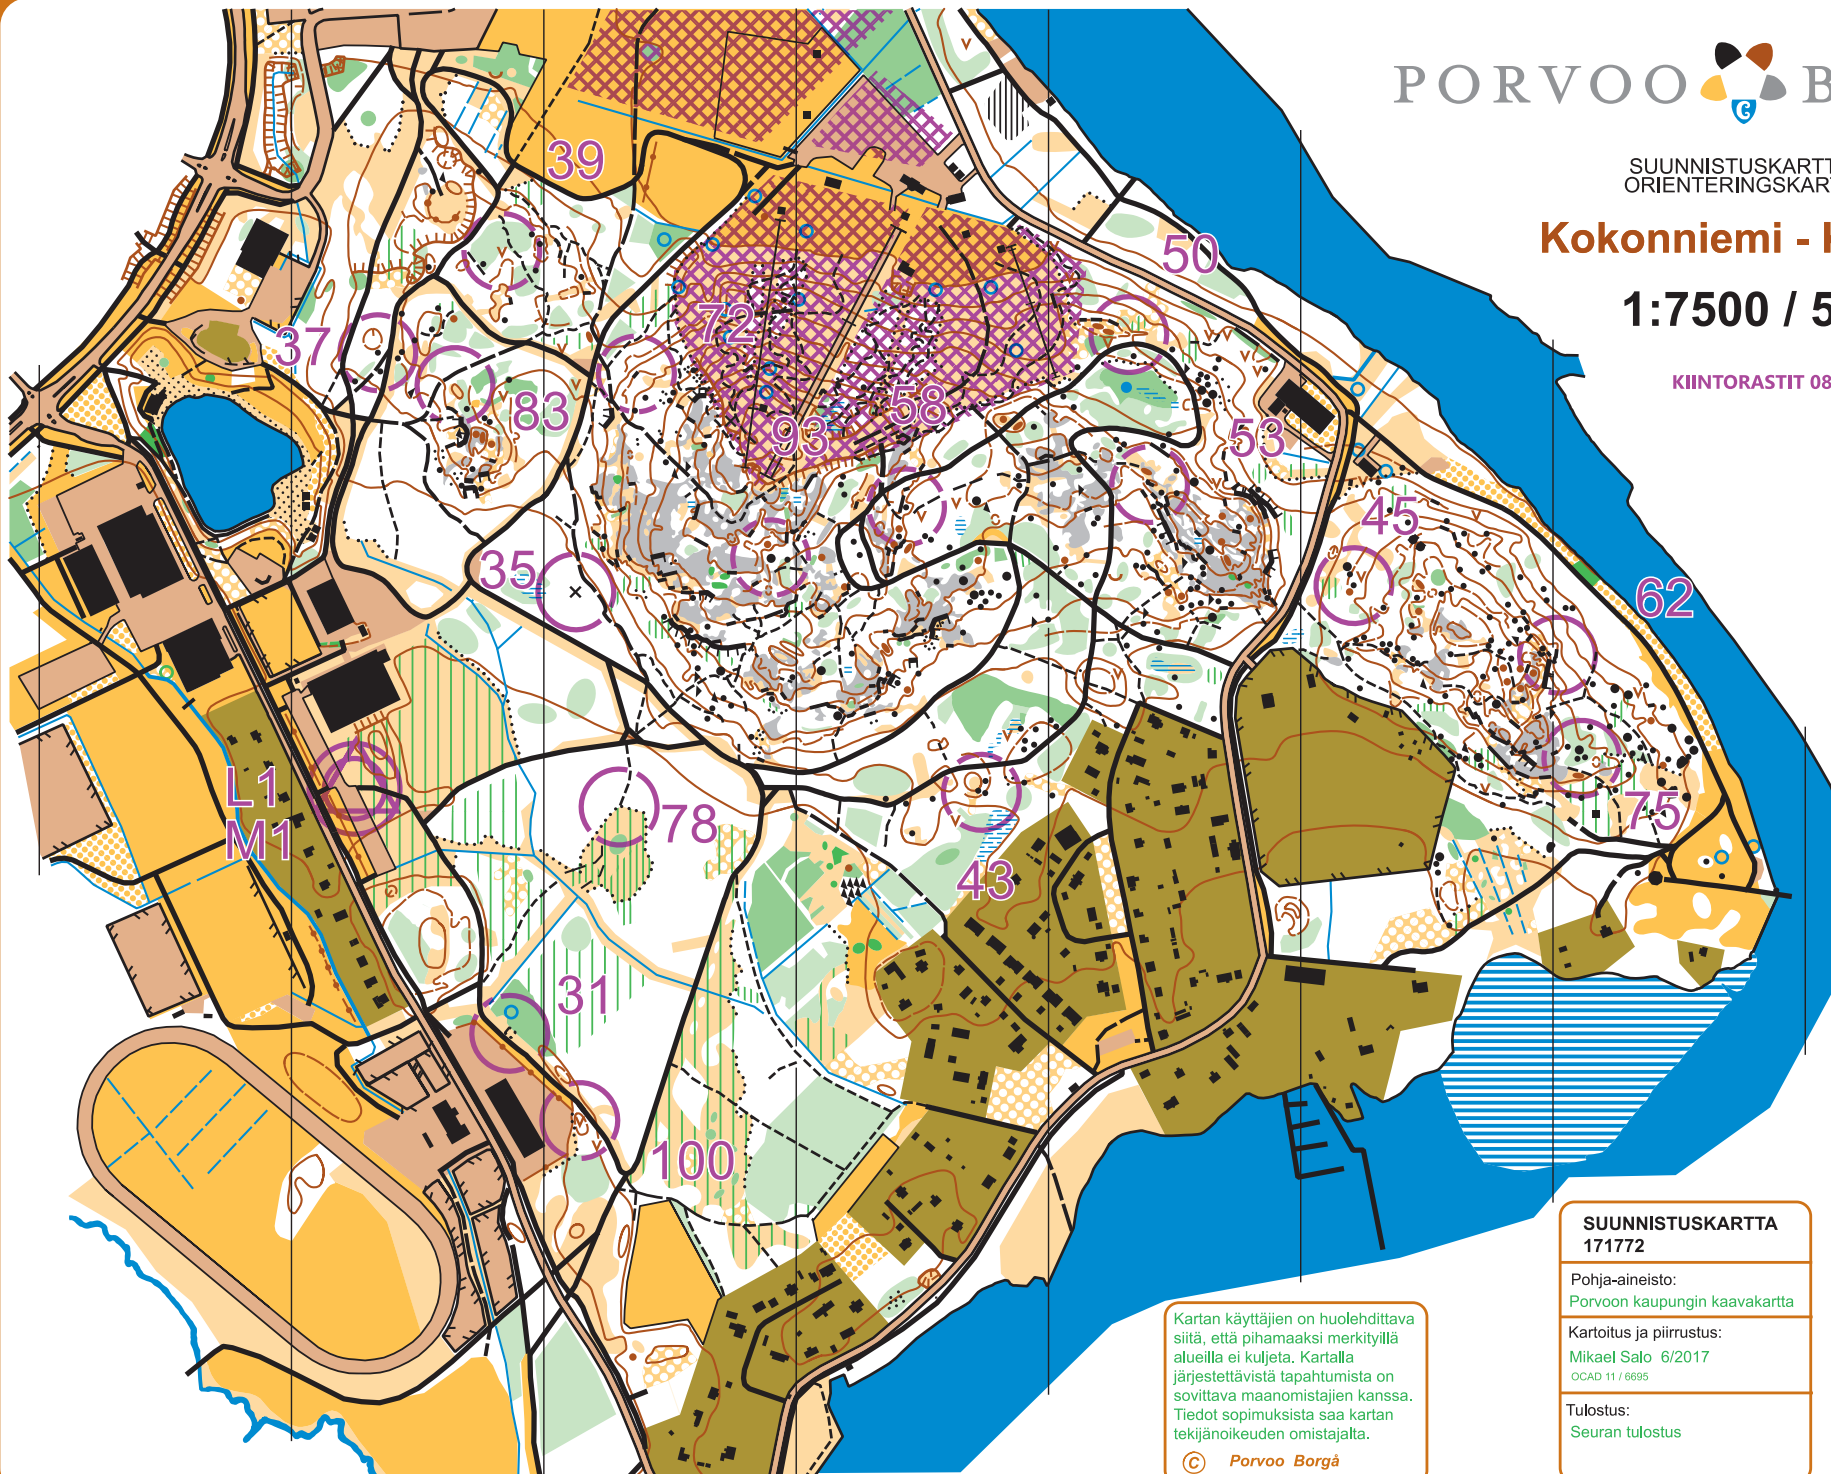 PORVOO B
SUUNNISTUSKARTT
ORIENTERINGSKAR
Kokonniemi -
1:7500 / 5
KIINTORASTIT 08
39
50
37
72
83
58
93
53
45
35
62
L1
M1
78
75
43
31
100
SUUNNISTUSKARTTA
171772
Pohja-aineisto:
Porvoon kaupungin kaavakartta
Kartoitus ja piirrustus:
Mikael Salo 6/2017
OCAD 11 / 6695
Tulostus:
Seuran tulostus
Kartan käyttäjien on huolehdittava
siitä, että pihamaaksi merkityillä
alueilla ei kuljeta. Kartalla
järjestettävistä tapahtumista on
sovittava maanomistajien kanssa.
Tiedot sopimuksista saa kartan
tekijänoikeuden omistajalta.
© Porvoo Borgå